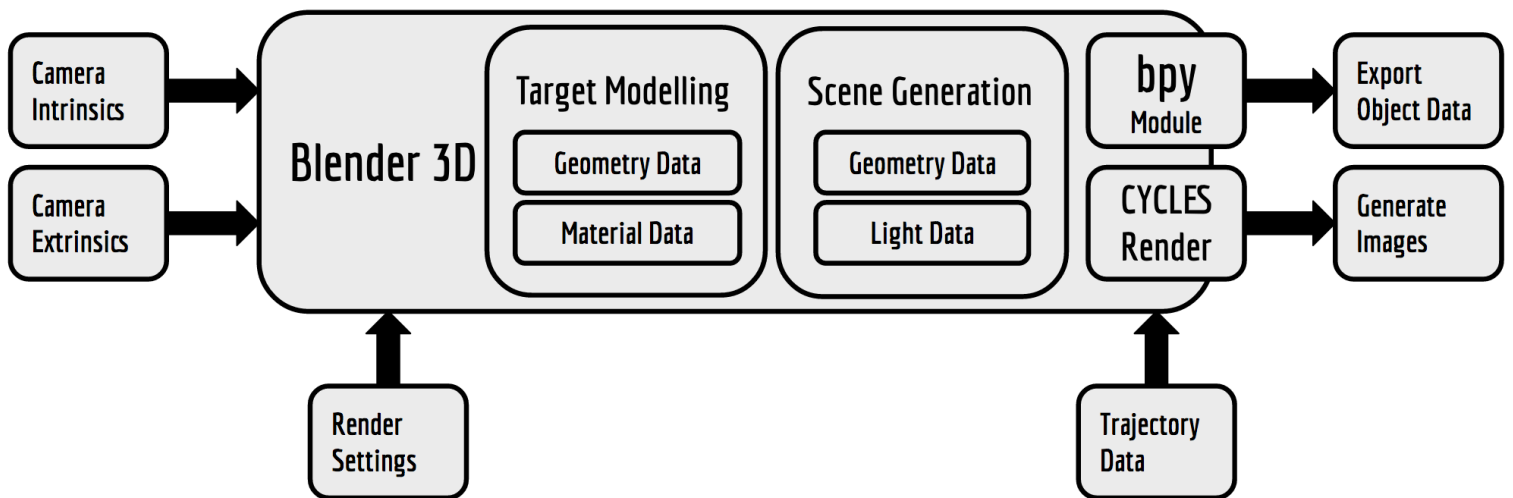 Camera
Intrinsics
Camera
Extrinsics
Blender 3D
Target Modelling
Geometry Data
Material Data
Scene Generation
Geometry Data
Light Data
bpy
Module
CYCLES
Render
Export
Object Data
Generate
Images
Render
Settings
Trajectory
Data